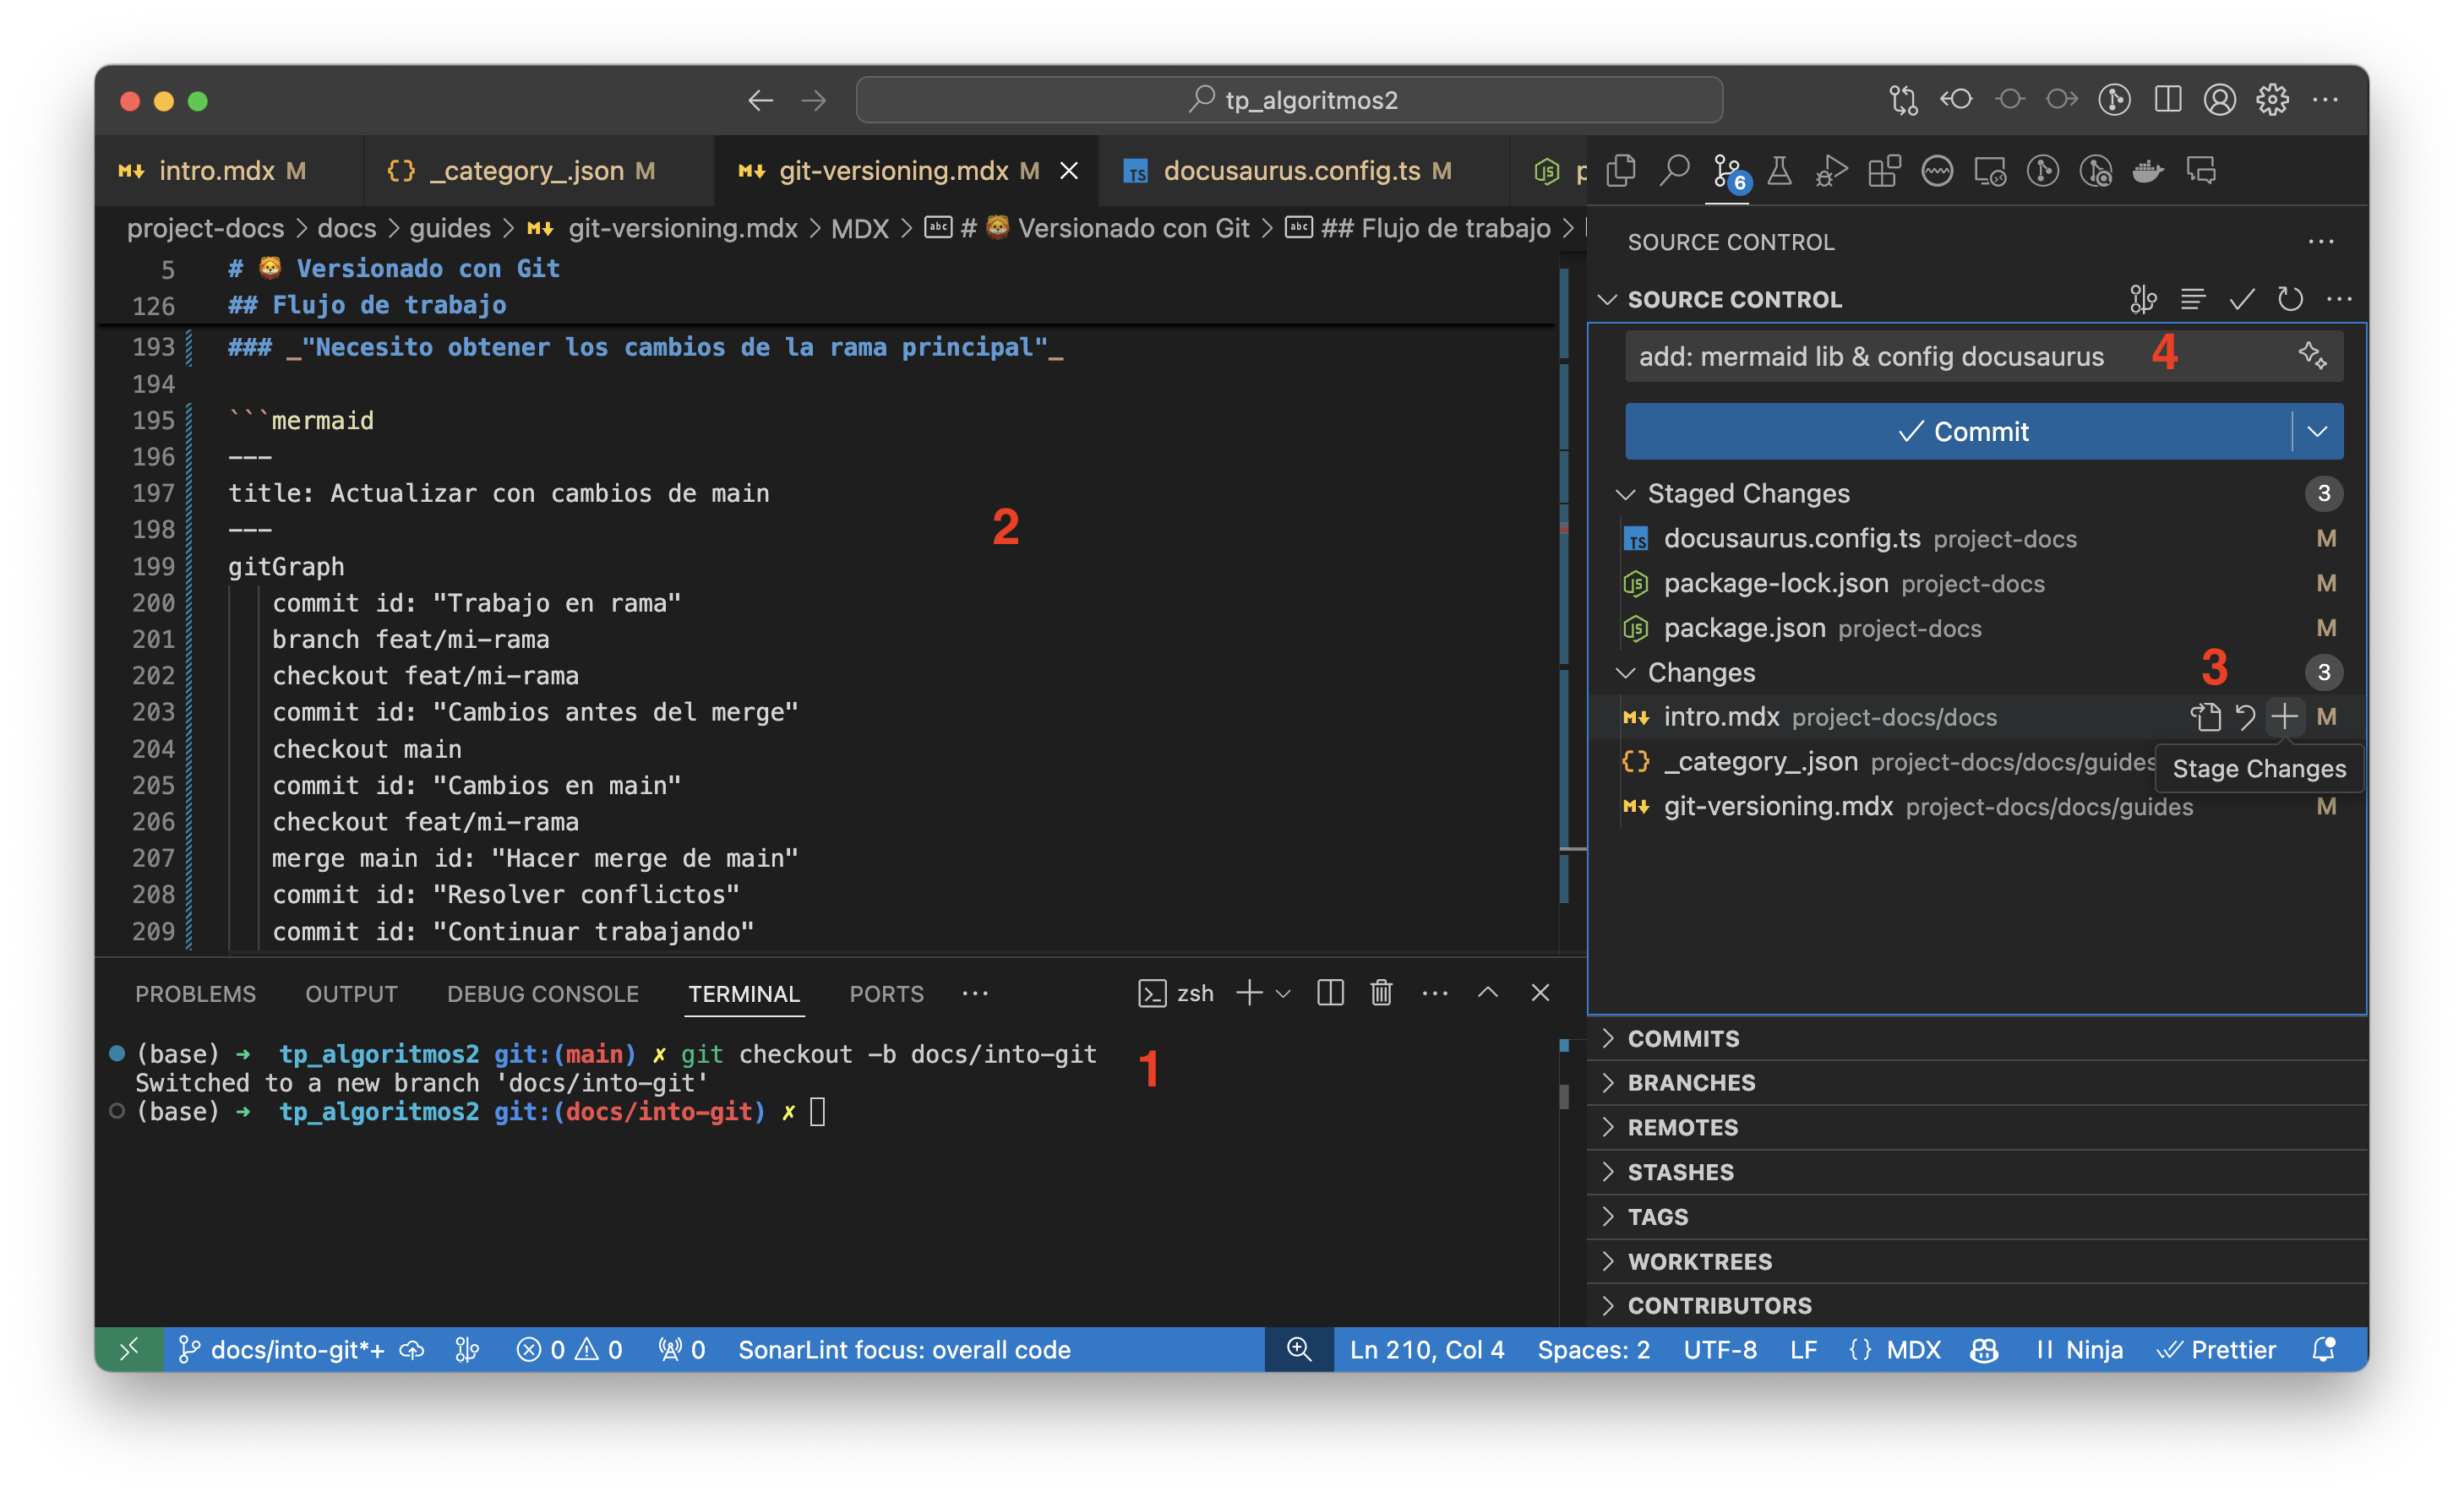 tp_algoritmos2
intro.mdx M
_category_.json M
git-versioning.mdx M
docusaurus.config.ts M
project-docs > docs > guides > git-versioning.mdx > MDX > # 🦁 Versionado con Git > ## Flujo de trabajo >
5 # 🦁 Versionado con Git
126 ## Flujo de trabajo
193 ### _"Necesito obtener los cambios de la rama principal"_
194
195 ```mermaid
196 ---
197 title: Actualizar con cambios de main
198 ---
199 gitGraph
200 commit id: "Trabajo en rama"
201 branch feat/mi-rama
202 checkout feat/mi-rama
203 commit id: "Cambios antes del merge"
204 checkout main
205 commit id: "Cambios en main"
206 checkout feat/mi-rama
207 merge main id: "Hacer merge de main"
208 commit id: "Resolver conflictos"
209 commit id: "Continuar trabajando"
2
PROBLEMS OUTPUT DEBUG CONSOLE TERMINAL PORTS ···
zsh
(base) ➜ tp_algoritmos2 git:(main) ✗ git checkout -b docs/into-git
Switched to a new branch 'docs/into-git'
(base) ➜ tp_algoritmos2 git:(docs/into-git) ✗
1
6
SOURCE CONTROL
SOURCE CONTROL
add: mermaid lib & config docusaurus
4
Commit
Staged Changes 3
docusaurus.config.ts project-docs M
package-lock.json project-docs M
package.json project-docs M
3
Changes 3
intro.mdx project-docs/docs M
_category_.json project-docs/docs/guides
Stage Changes
git-versioning.mdx project-docs/docs/guides M
COMMITS
BRANCHES
REMOTES
STASHES
TAGS
WORKTREES
CONTRIBUTORS
docs/into-git*+ 0 0 0 SonarLint focus: overall code Ln 210, Col 4 Spaces: 2 UTF-8 LF {} MDX Ninja Prettier